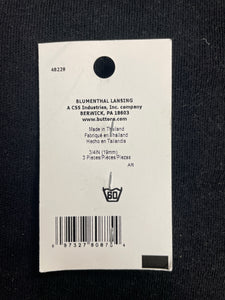 48228
BLUMENTHAL LANSING
A CSS Industries, Inc. company
BERWICK, PA 18603
www.buttons.com
Made in Thailand
Fabriqué en Thaïlande
Hecho en Tailandia
3/4IN (19mm)
3 Pieces/Pièces/Piezas
AR